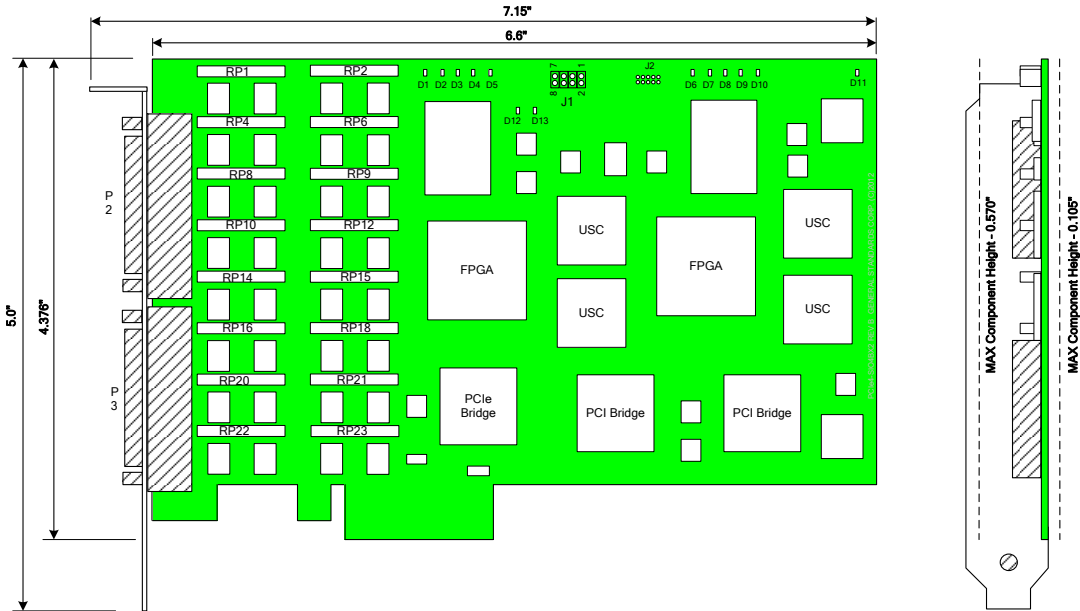 7.15"
6.6"
5.0"
4.376"
RP1
RP2
D1 D2 D3 D4 D5
7 1
8 2
J1
J2
D6 D7 D8 D9 D10
D11
D12 D13
RP4
RP6
RP8
RP9
RP10
RP12
RP14
RP15
RP16
RP18
RP20
RP21
RP22
RP23
P
2
P
3
FPGA
USC
USC
FPGA
USC
USC
PCIe
Bridge
PCI Bridge
PCI Bridge
GENERAL STANDARDS CORP.
MAX Component Height - 0.570"
MAX Component Height - 0.105"